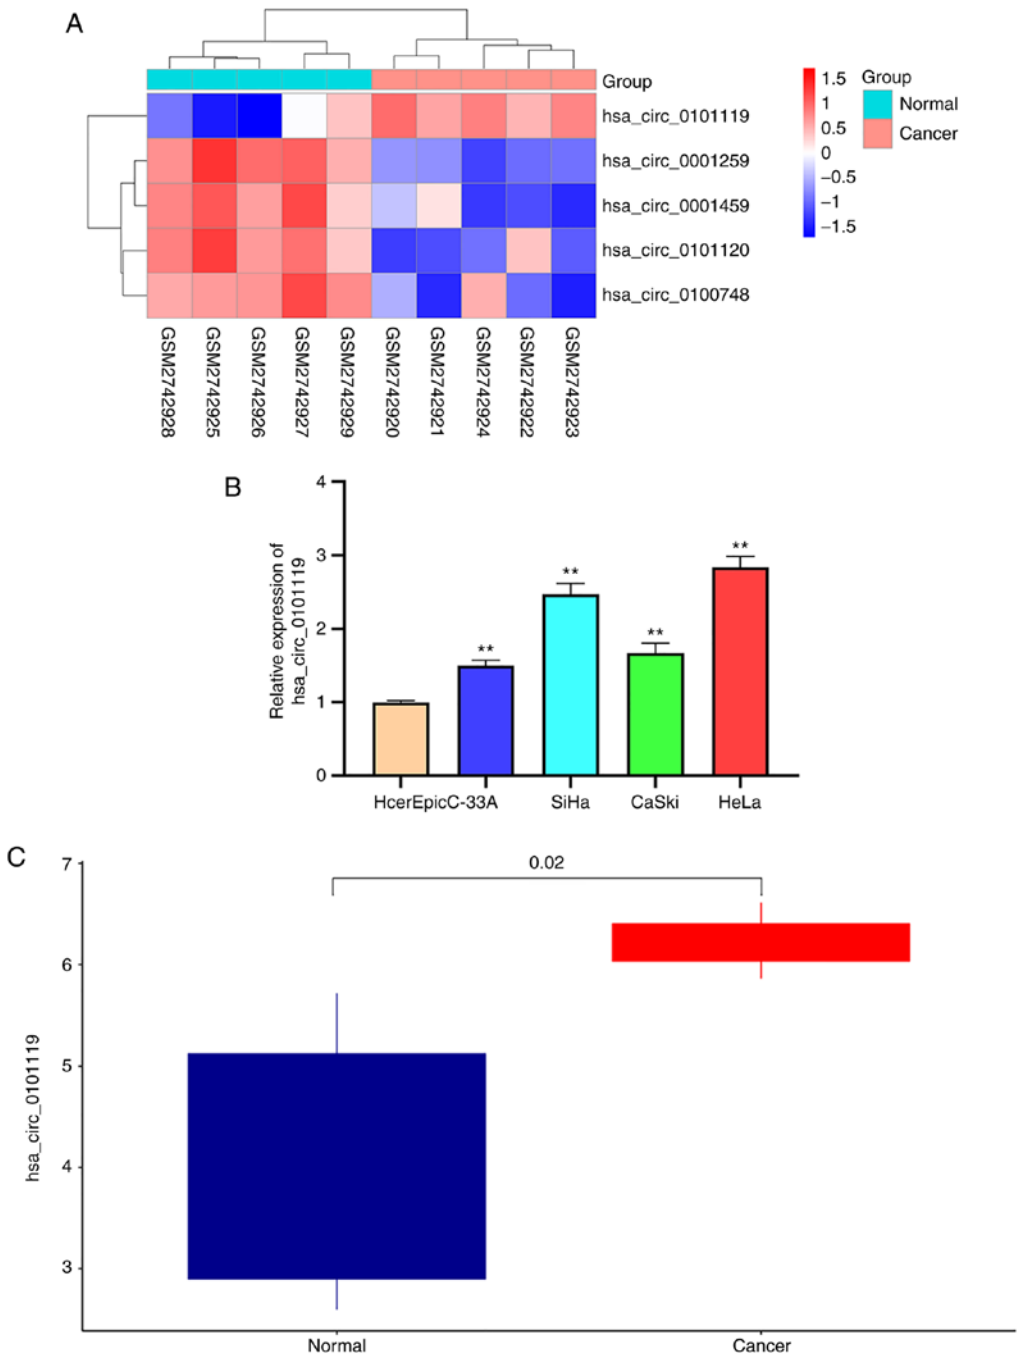 A
Group
hsa_circ_0101119
hsa_circ_0001259
hsa_circ_0001459
hsa_circ_0101120
hsa_circ_0100748
GSM2742928
GSM2742925
GSM2742926
GSM2742927
GSM2742929
GSM2742920
GSM2742921
GSM2742924
GSM2742922
GSM2742923
1.5
1
0.5
0
−0.5
−1
−1.5
Group
Normal
Cancer
B
Relative expression of
hsa_circ_0101119
4
3
2
1
0
**
**
**
**
HcerEpicC-33A
SiHa
CaSki
HeLa
C
hsa_circ_0101119
7
6
5
4
3
0.02
Normal
Cancer